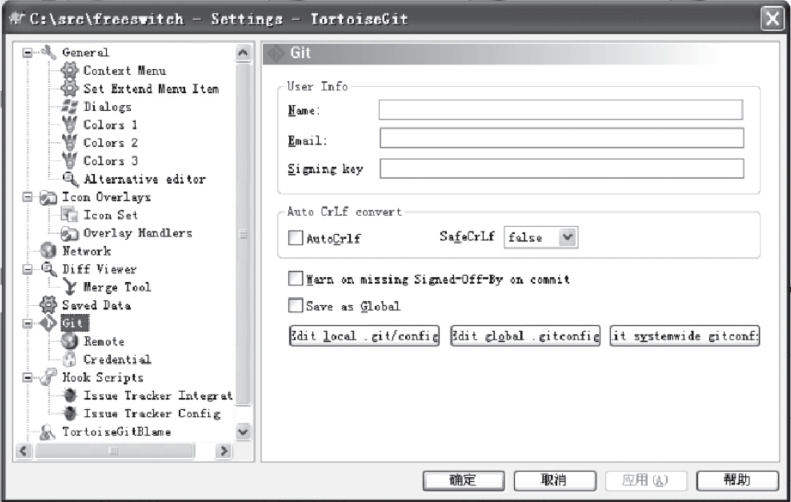 C:\src\freeswitch - Settings - TortoiseGit
General
Context Menu
Set Extend Menu Item
Dialogs
Colors 1
Colors 2
Colors 3
Alternative editor
Icon Overlays
Icon Set
Overlay Handlers
Network
Diff Viewer
Merge Tool
Saved Data
Git
Remote
Credential
Hook Scripts
Issue Tracker Integrat
Issue Tracker Config
TortoiseGitBlame
Git
User Info
Name:
Email:
Signing key
Auto CrLf convert
AutoCrlf SafeCrLf false
Warn on missing Signed-Off-By on commit
Save as Global
Edit local .git/config Edit global .gitconfig it systemwide gitconf
确定 取消 应用(A) 帮助